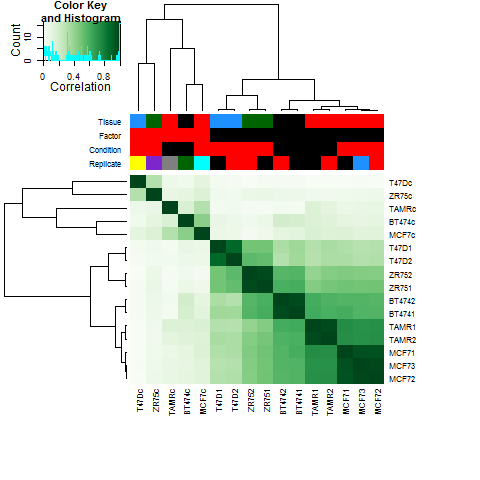 Color Key
and Histogram
Count
0 10
0 0.4 0.8
Correlation
Tissue
Factor
Condition
Replicate
T47Dc
ZR75c
TAMRc
BT474c
MCF7c
T47D1
T47D2
ZR752
ZR751
BT4742
BT4741
TAMR1
TAMR2
MCF71
MCF73
MCF72
T47Dc
ZR75c
TAMRc
BT474c
MCF7c
T47D1
T47D2
ZR752
ZR751
BT4742
BT4741
TAMR1
TAMR2
MCF71
MCF73
MCF72